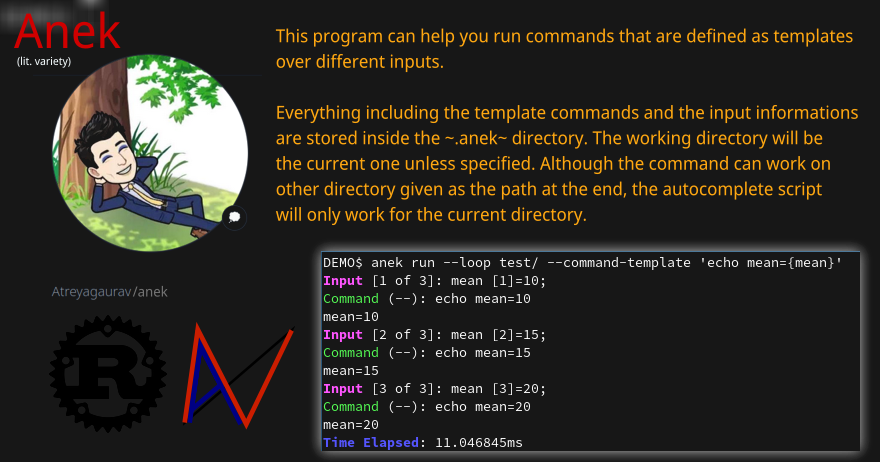 Anek
(lit. variety)
This program can help you run commands that are defined as templates
over different inputs.
Everything including the template commands and the input informations
are stored inside the ~.anek~ directory. The working directory will be
the current one unless specified. Although the command can work on
other directory given as the path at the end, the autocomplete script
will only work for the current directory.
Atreyagaurav/anek
R
DEMO$ anek run --loop test/ --command-template 'echo mean={mean}'
Input [1 of 3]: mean [1]=10;
Command (--): echo mean=10
mean=10
Input [2 of 3]: mean [2]=15;
Command (--): echo mean=15
mean=15
Input [3 of 3]: mean [3]=20;
Command (--): echo mean=20
mean=20
Time Elapsed: 11.046845ms